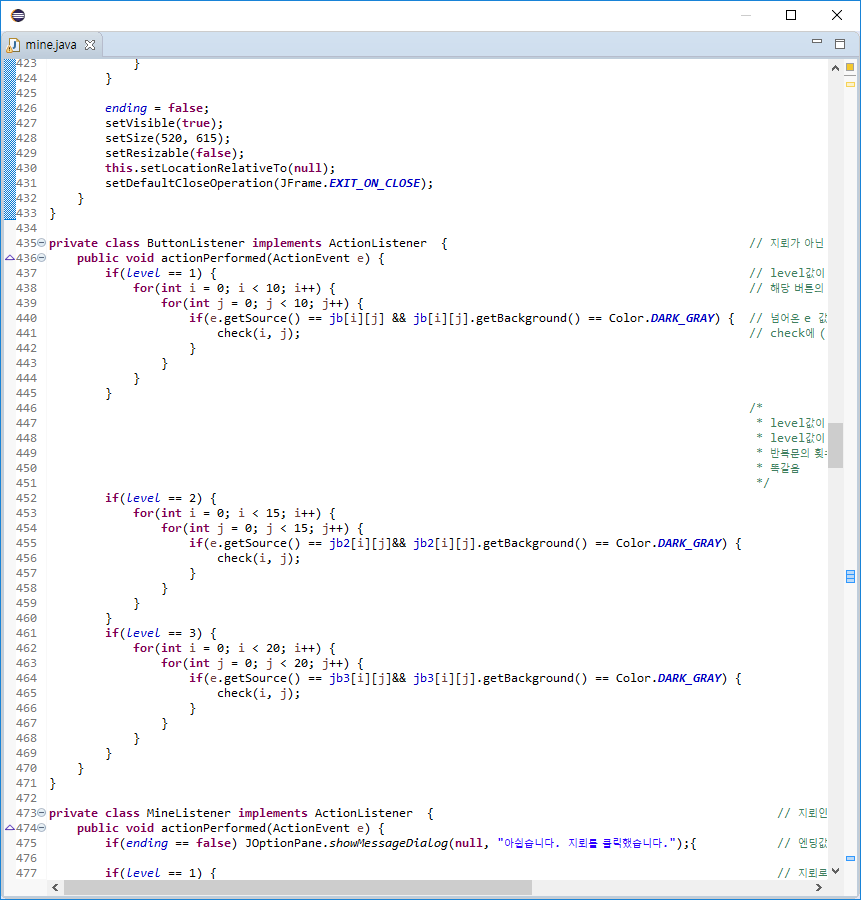 mine.java
423 }
424 }
425
426 ending = false;
427 setVisible(true);
428 setSize(520, 615);
429 setResizable(false);
430 this.setLocationRelativeTo(null);
431 setDefaultCloseOperation(JFrame.EXIT_ON_CLOSE);
432 }
433 }
434
435 private class ButtonListener implements ActionListener { // 지뢰가 아닌
436 public void actionPerformed(ActionEvent e) {
437 if(level == 1) { // level값이
438 for(int i = 0; i < 10; i++) { // 해당 버튼의
439 for(int j = 0; j < 10; j++) {
440 if(e.getSource() == jb[i][j] && jb[i][j].getBackground() == Color.DARK_GRAY) { // 넘어온 e 값
441 check(i, j); // check에 (
442 }
443 }
444 }
445 }
446 /*
447 * level값이
448 * level값이
449 * 반복문의 횟수
450 * 똑같음
451 */
452 if(level == 2) {
453 for(int i = 0; i < 15; i++) {
454 for(int j = 0; j < 15; j++) {
455 if(e.getSource() == jb2[i][j]&& jb2[i][j].getBackground() == Color.DARK_GRAY) {
456 check(i, j);
457 }
458 }
459 }
460 }
461 if(level == 3) {
462 for(int i = 0; i < 20; i++) {
463 for(int j = 0; j < 20; j++) {
464 if(e.getSource() == jb3[i][j]&& jb3[i][j].getBackground() == Color.DARK_GRAY) {
465 check(i, j);
466 }
467 }
468 }
469 }
470 }
471 }
472
473 private class MineListener implements ActionListener { // 지뢰인
474 public void actionPerformed(ActionEvent e) {
475 if(ending == false) JOptionPane.showMessageDialog(null, "아쉽습니다. 지뢰를 클릭했습니다.");{ // 엔딩값
476
477 if(level == 1) { // 지뢰로